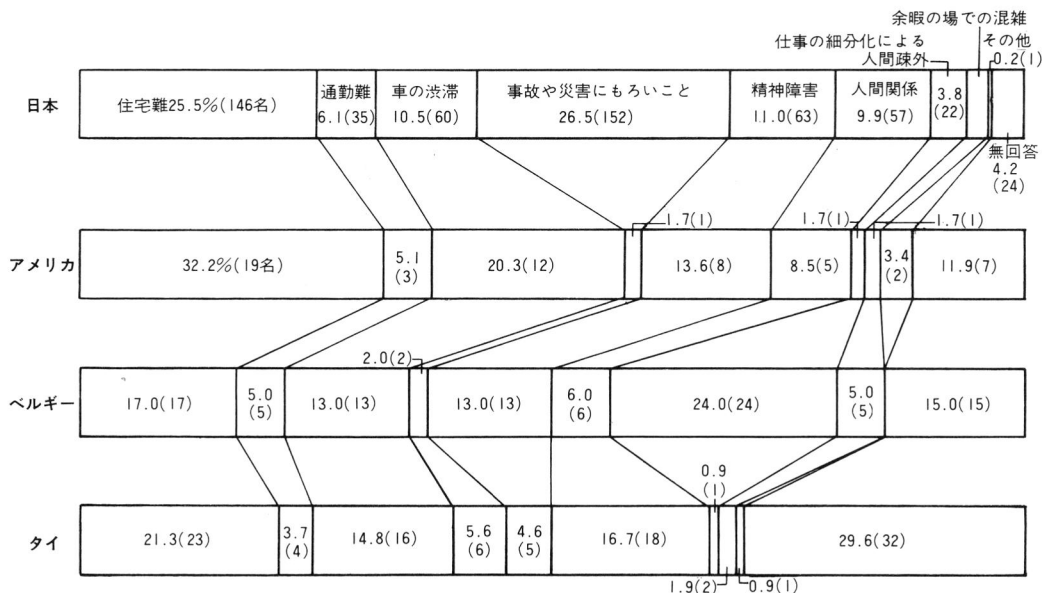 余暇の場での混雑
仕事の細分化による
人間疎外
その他
0.2(1)
日本
住宅難25.5%(146名)
通勤難
6.1(35)
車の渋滞
10.5(60)
事故や災害にもろいこと
26.5(152)
精神障害
11.0(63)
人間関係
9.9(57)
3.8
(22)
無回答
4.2
(24)
1.7(1)
1.7(1)
1.7(1)
アメリカ
32.2%(19名)
5.1
(3)
20.3(12)
13.6(8)
8.5(5)
3.4
(2)
11.9(7)
2.0(2)
ベルギー
17.0(17)
5.0
(5)
13.0(13)
13.0(13)
6.0
(6)
24.0(24)
5.0
(5)
15.0(15)
0.9
(1)
タイ
21.3(23)
3.7
(4)
14.8(16)
5.6
(6)
4.6
(5)
16.7(18)
29.6(32)
1.9(2)
0.9(1)